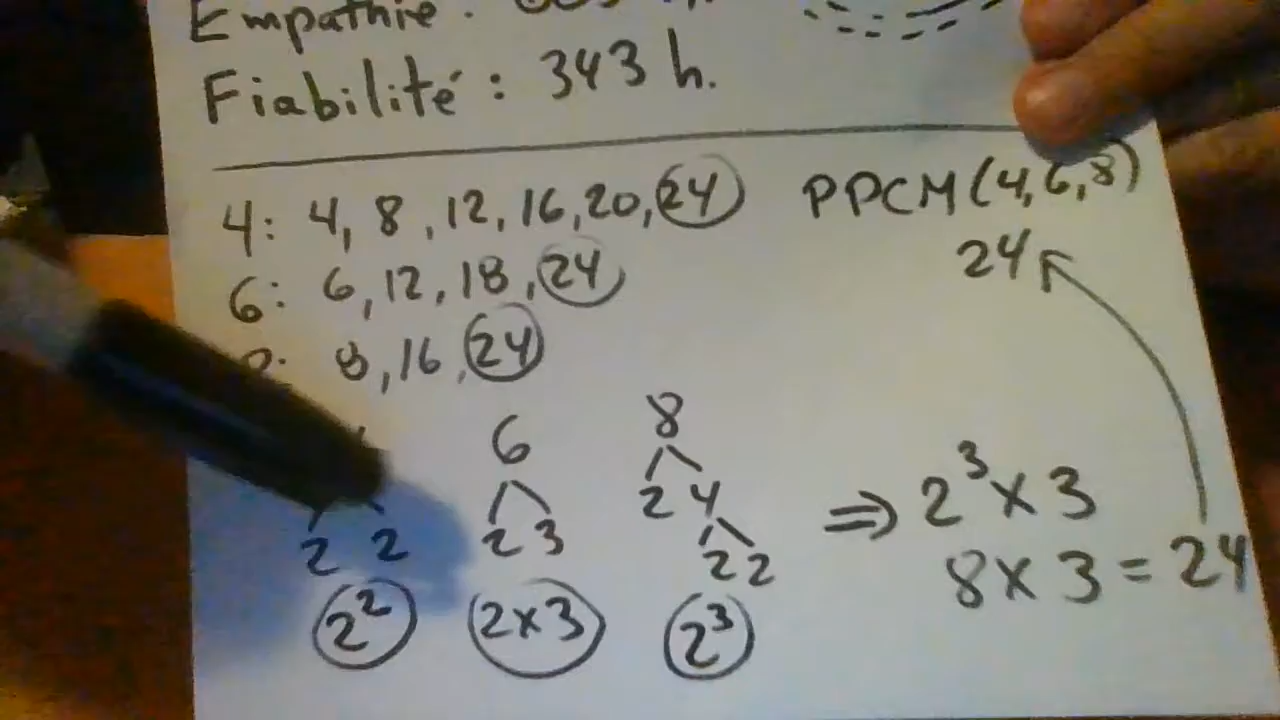 Empathie :
Fiabilité : 343 h.
4: 4, 8, 12, 16, 20, 24
PPCM (4, 6, 8)
24
6: 6, 12, 18, 24
8, 16, 24
6
8
2 4
2 2
2 3
2 2
2² 2x3 2³
=> 2³ x 3
8 x 3 = 24